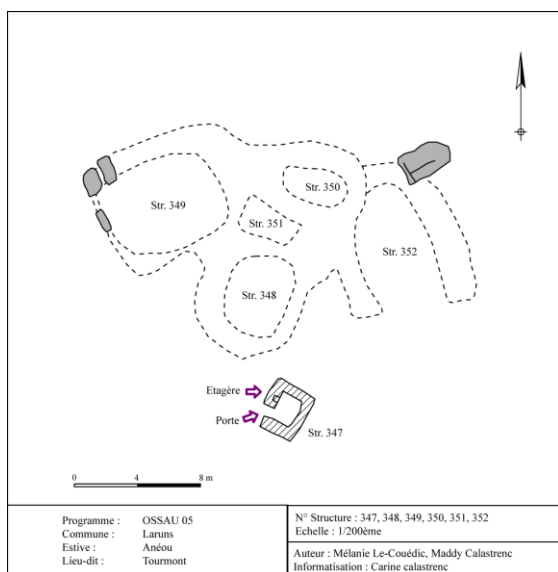 Str. 349
Str. 350
Str. 351
Str. 352
Str. 348
Etagère
Porte
Str. 347
0 4 8 m
Programme : OSSAU 05
Commune : Laruns
Estive : Anéou
Lieu-dit : Tourmont
N° Structure : 347, 348, 349, 350, 351, 352
Echelle : 1/200ème
Auteur : Mélanie Le-Couédic, Maddy Calastrenc
Informatisation : Carine calastrenc